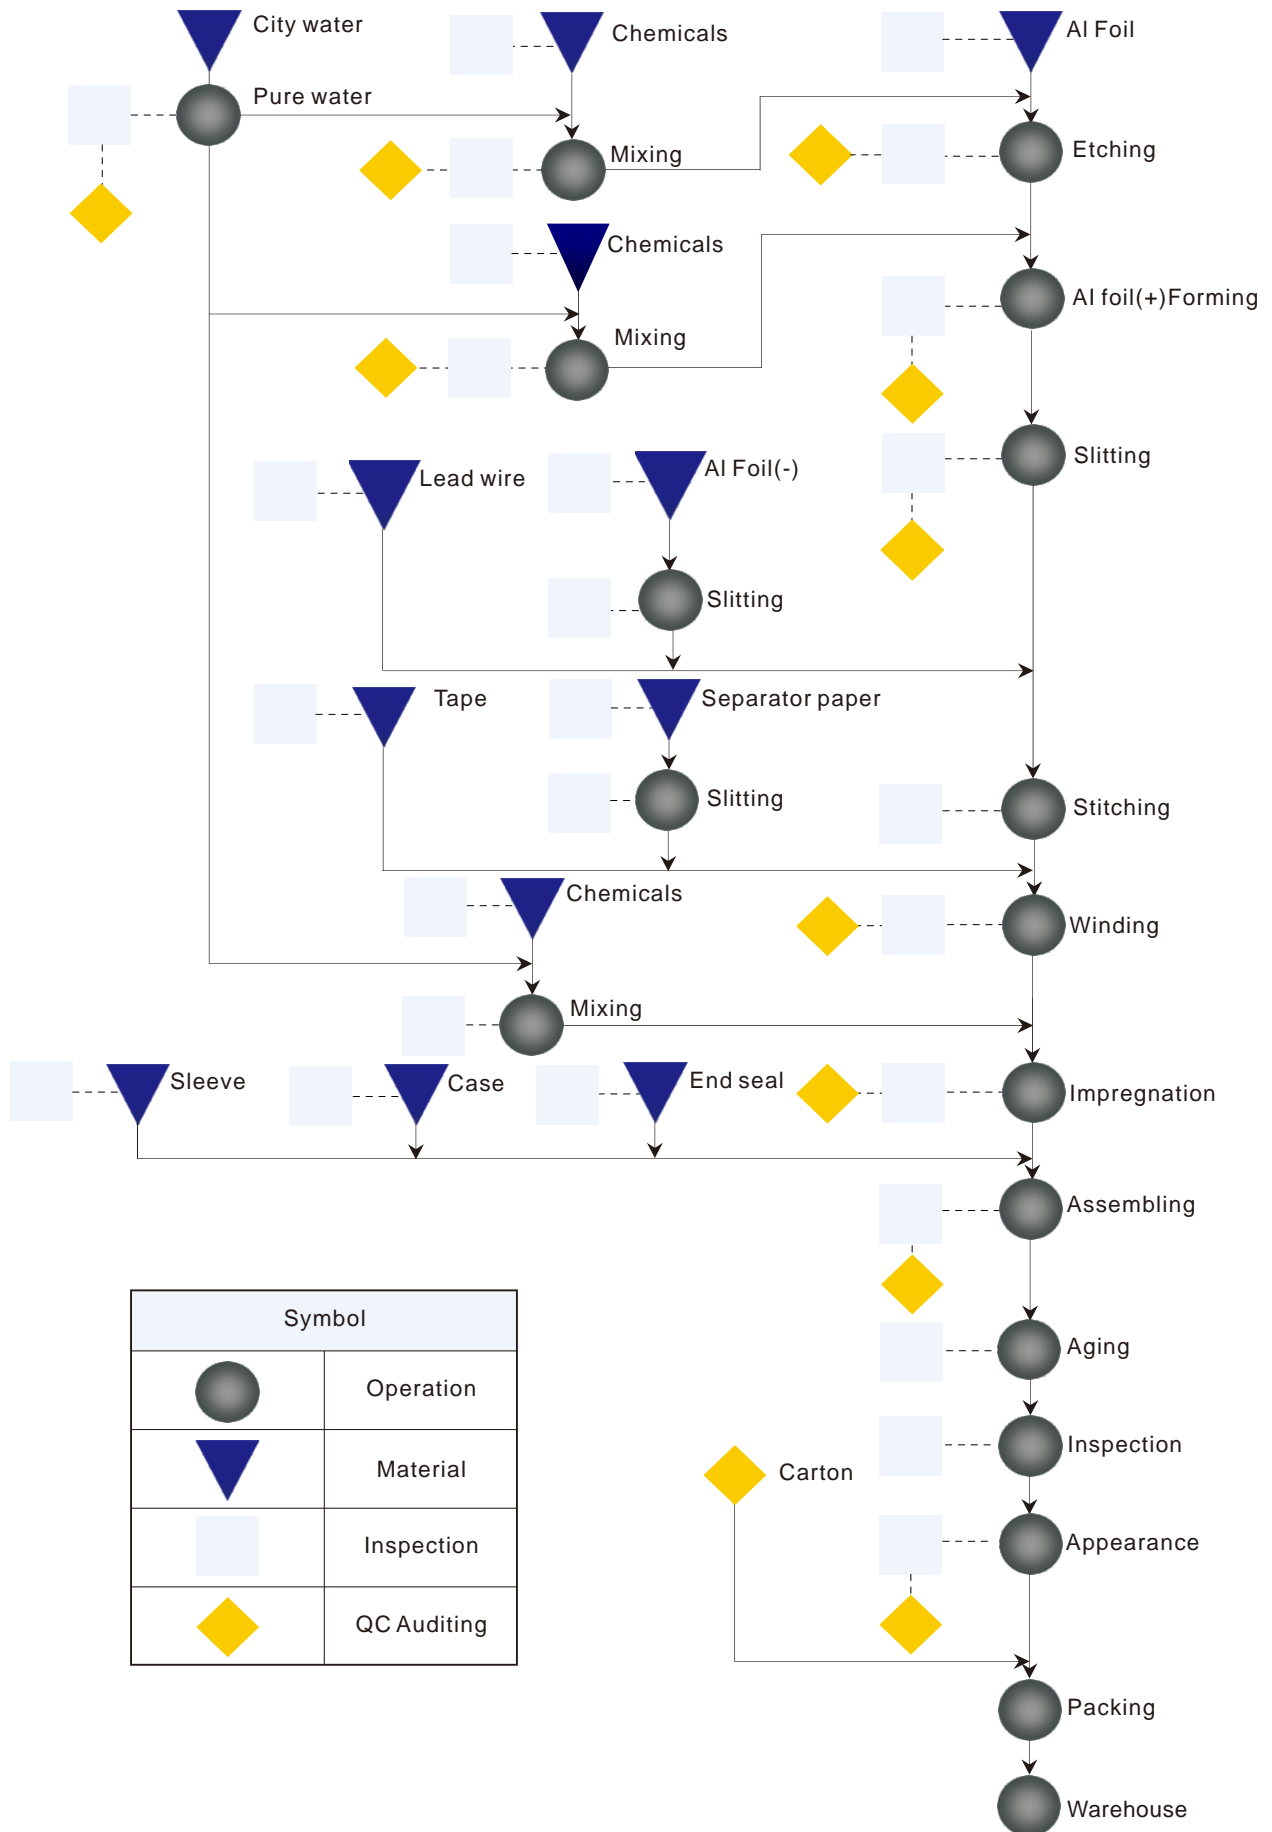 City water
Chemicals
Al Foil
Pure water
Mixing
Etching
Chemicals
Al foil(+)Forming
Mixing
Slitting
Lead wire
Al Foil(-)
Slitting
Tape
Separator paper
Slitting
Stitching
Chemicals
Winding
Mixing
Sleeve
Case
End seal
Impregnation
Assembling
Symbol
Operation
Material
Inspection
QC Auditing
Aging
Inspection
Carton
Appearance
Packing
Warehouse